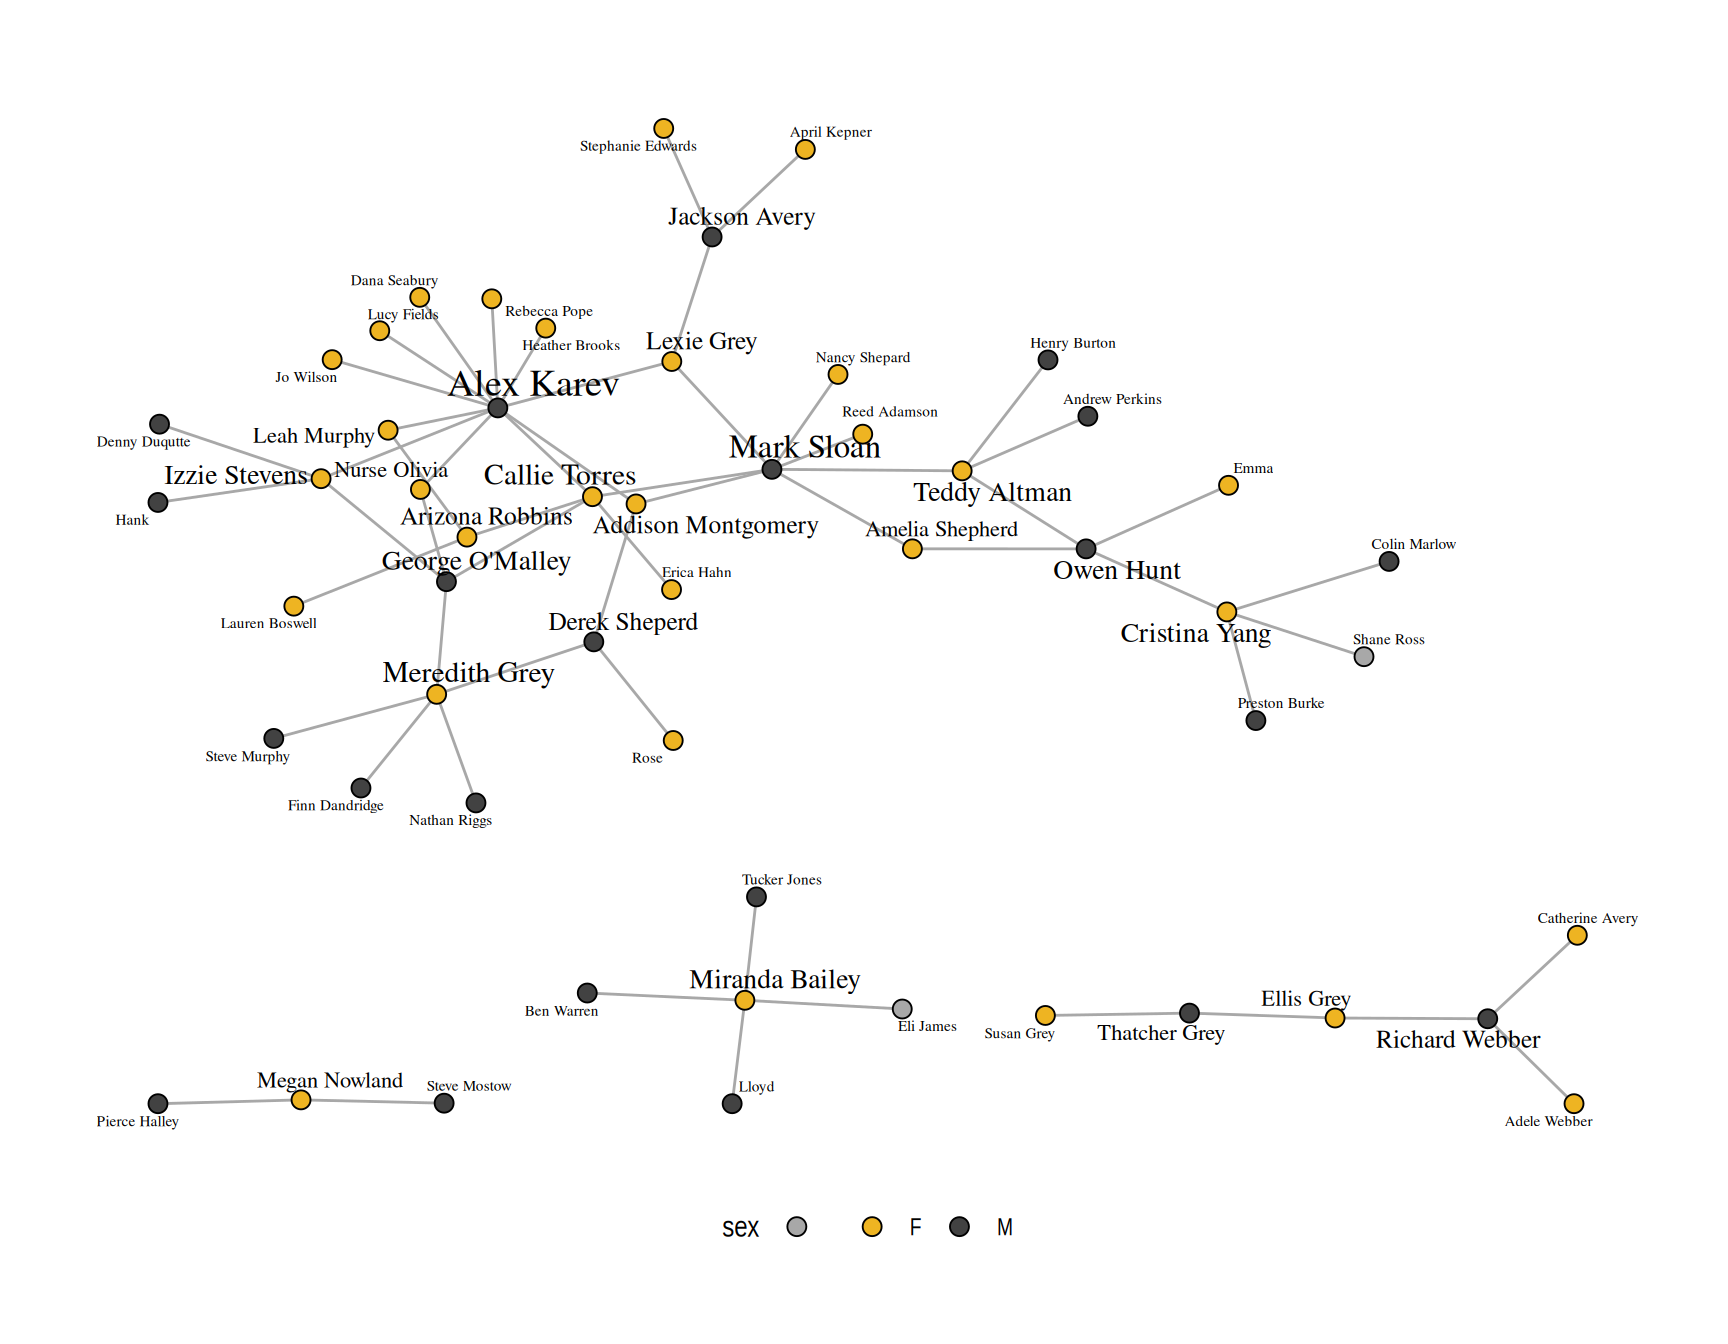 April Kepner
Stephanie Edwards
Jackson Avery
Dana Seabury
Rebecca Pope
Lucy Fields
Lexie Grey
Heather Brooks
Henry Burton
Nancy Shepard
Jo Wilson
Alex Karev
Andrew Perkins
Reed Adamson
Leah Murphy
Denny Duqutte
Mark Sloan
Emma
Nurse Olivia
Izzie Stevens
Callie Torres
Teddy Altman
Arizona Robbins
Hank
Addison Montgomery
Amelia Shepherd
Colin Marlow
George O'Malley
Owen Hunt
Erica Hahn
Lauren Boswell
Derek Sheperd
Cristina Yang
Shane Ross
Meredith Grey
Preston Burke
Steve Murphy
Rose
Finn Dandridge
Nathan Riggs
Tucker Jones
Catherine Avery
Miranda Bailey
Ellis Grey
Ben Warren
Eli James
Susan Grey
Thatcher Grey
Richard Webber
Megan Nowland
Steve Mostow
Lloyd
Pierce Halley
Adele Webber
sex F M